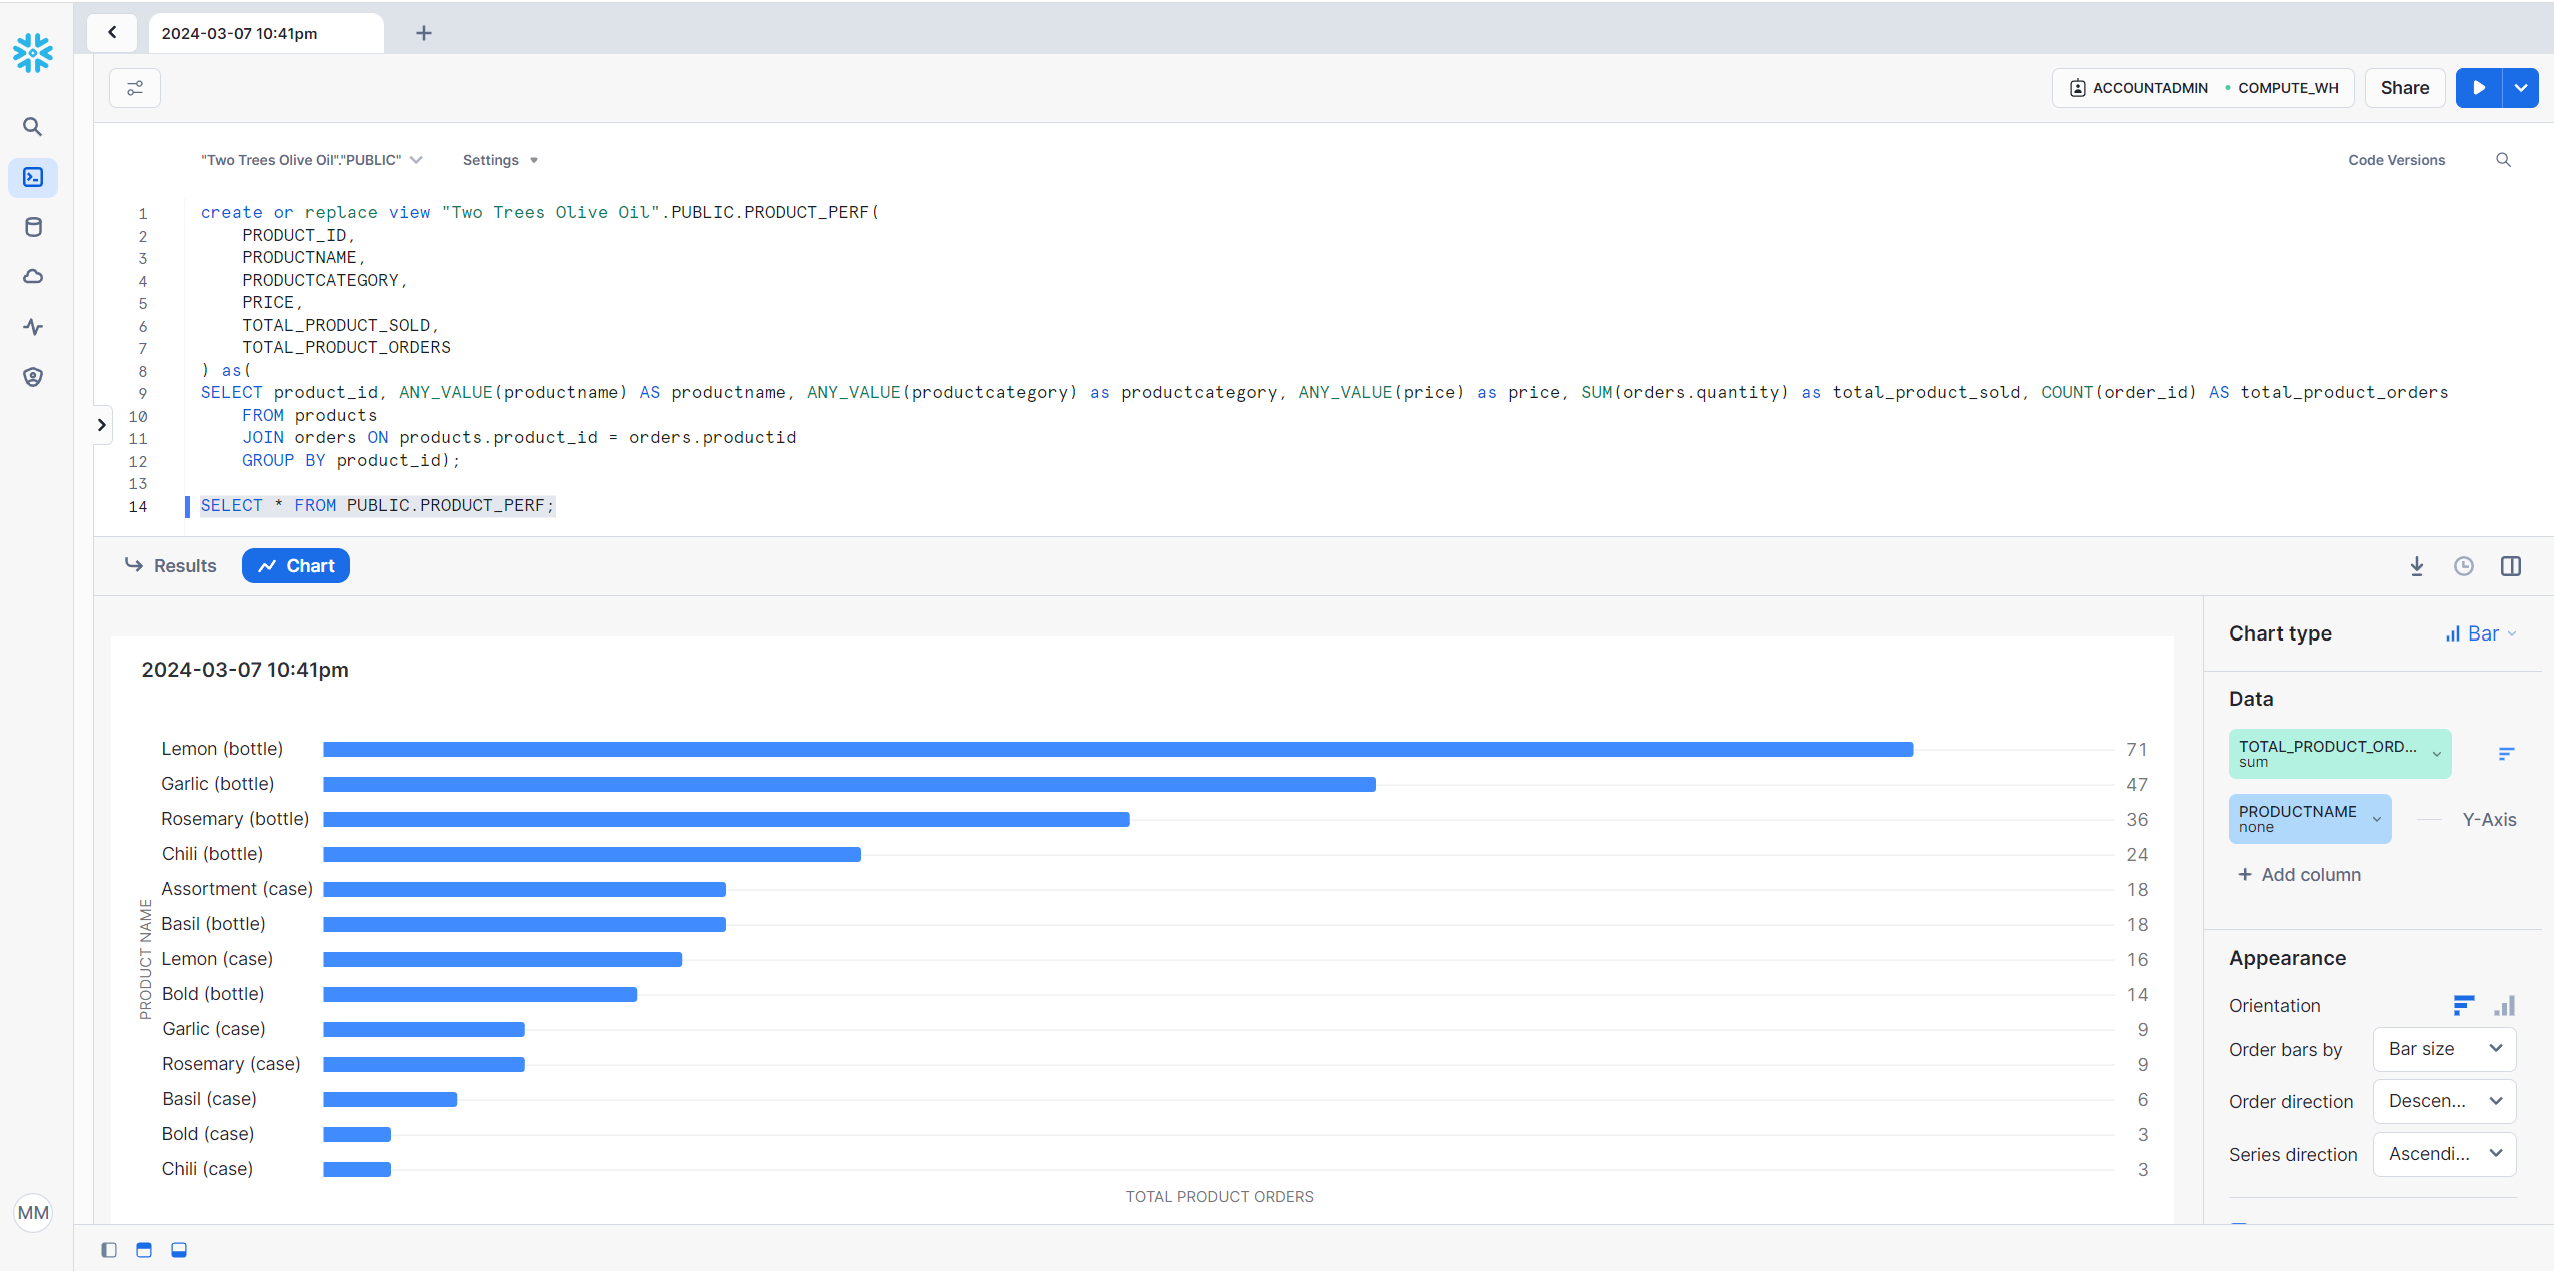 2024-03-07 10:41pm
ACCOUNTADMIN COMPUTE_WH
Share
"Two Trees Olive Oil"."PUBLIC"
Settings
Code Versions
1 create or replace view "Two Trees Olive Oil".PUBLIC.PRODUCT_PERF(
2 PRODUCT_ID,
3 PRODUCTNAME,
4 PRODUCTCATEGORY,
5 PRICE,
6 TOTAL_PRODUCT_SOLD,
7 TOTAL_PRODUCT_ORDERS
8 ) as(
9 SELECT product_id, ANY_VALUE(productname) AS productname, ANY_VALUE(productcategory) as productcategory, ANY_VALUE(price) as price, SUM(orders.quantity) as total_product_sold, COUNT(order_id) AS total_product_orders
10 FROM products
11 JOIN orders ON products.product_id = orders.productid
12 GROUP BY product_id);
13
14 SELECT * FROM PUBLIC.PRODUCT_PERF;
Results
Chart
2024-03-07 10:41pm
PRODUCT NAME
Lemon (bottle) 71
Garlic (bottle) 47
Rosemary (bottle) 36
Chili (bottle) 24
Assortment (case) 18
Basil (bottle) 18
Lemon (case) 16
Bold (bottle) 14
Garlic (case) 9
Rosemary (case) 9
Basil (case) 6
Bold (case) 3
Chili (case) 3
TOTAL PRODUCT ORDERS
Chart type
Bar
Data
TOTAL_PRODUCT_ORD...
sum
PRODUCTNAME
none
Y-Axis
+ Add column
Appearance
Orientation
Order bars by Bar size
Order direction Descen...
Series direction Ascendi...
MM